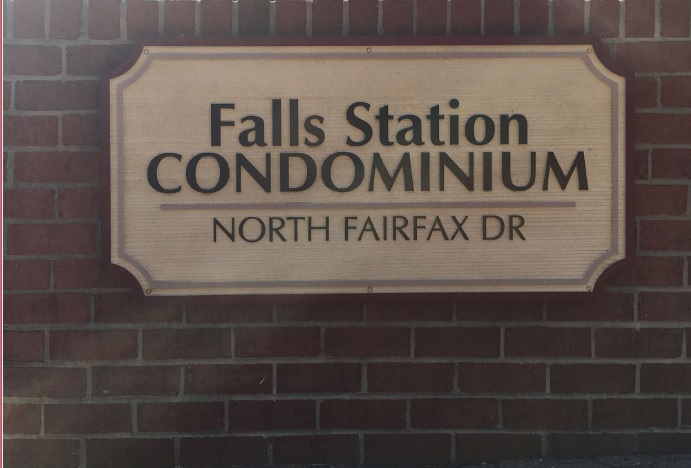 Falls Station
CONDOMINIUM
NORTH FAIRFAX DR